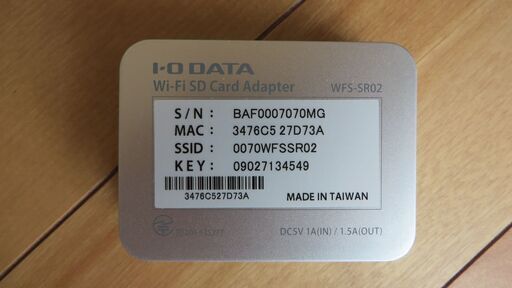 I-O DATA
Wi-Fi SD Card Adapter WFS-SR02
S/N: BAF0007070MG
MAC: 3476C5 27D73A
SSID: 0070WFSSR02
KEY: 09027134549
3476C527D73A
MADE IN TAIWAN
DC5V 1A(IN) / 1.5A(OUT)